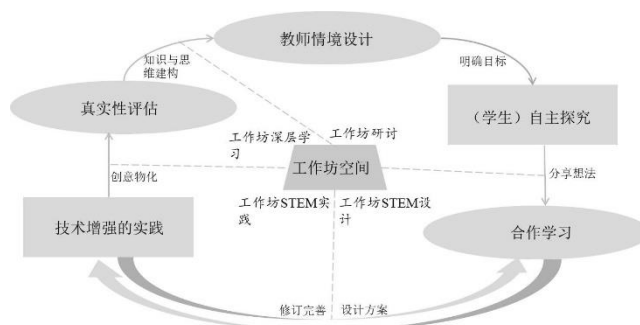 教师情境设计
知识与思
维建构
明确目标
真实性评估
（学生）自主探究
工作坊深层学
习
工作坊研讨
工作坊空间
创意物化
分享想法
工作坊STEM实
践
工作坊STEM设
计
技术增强的实践
合作学习
修订完善
设计方案